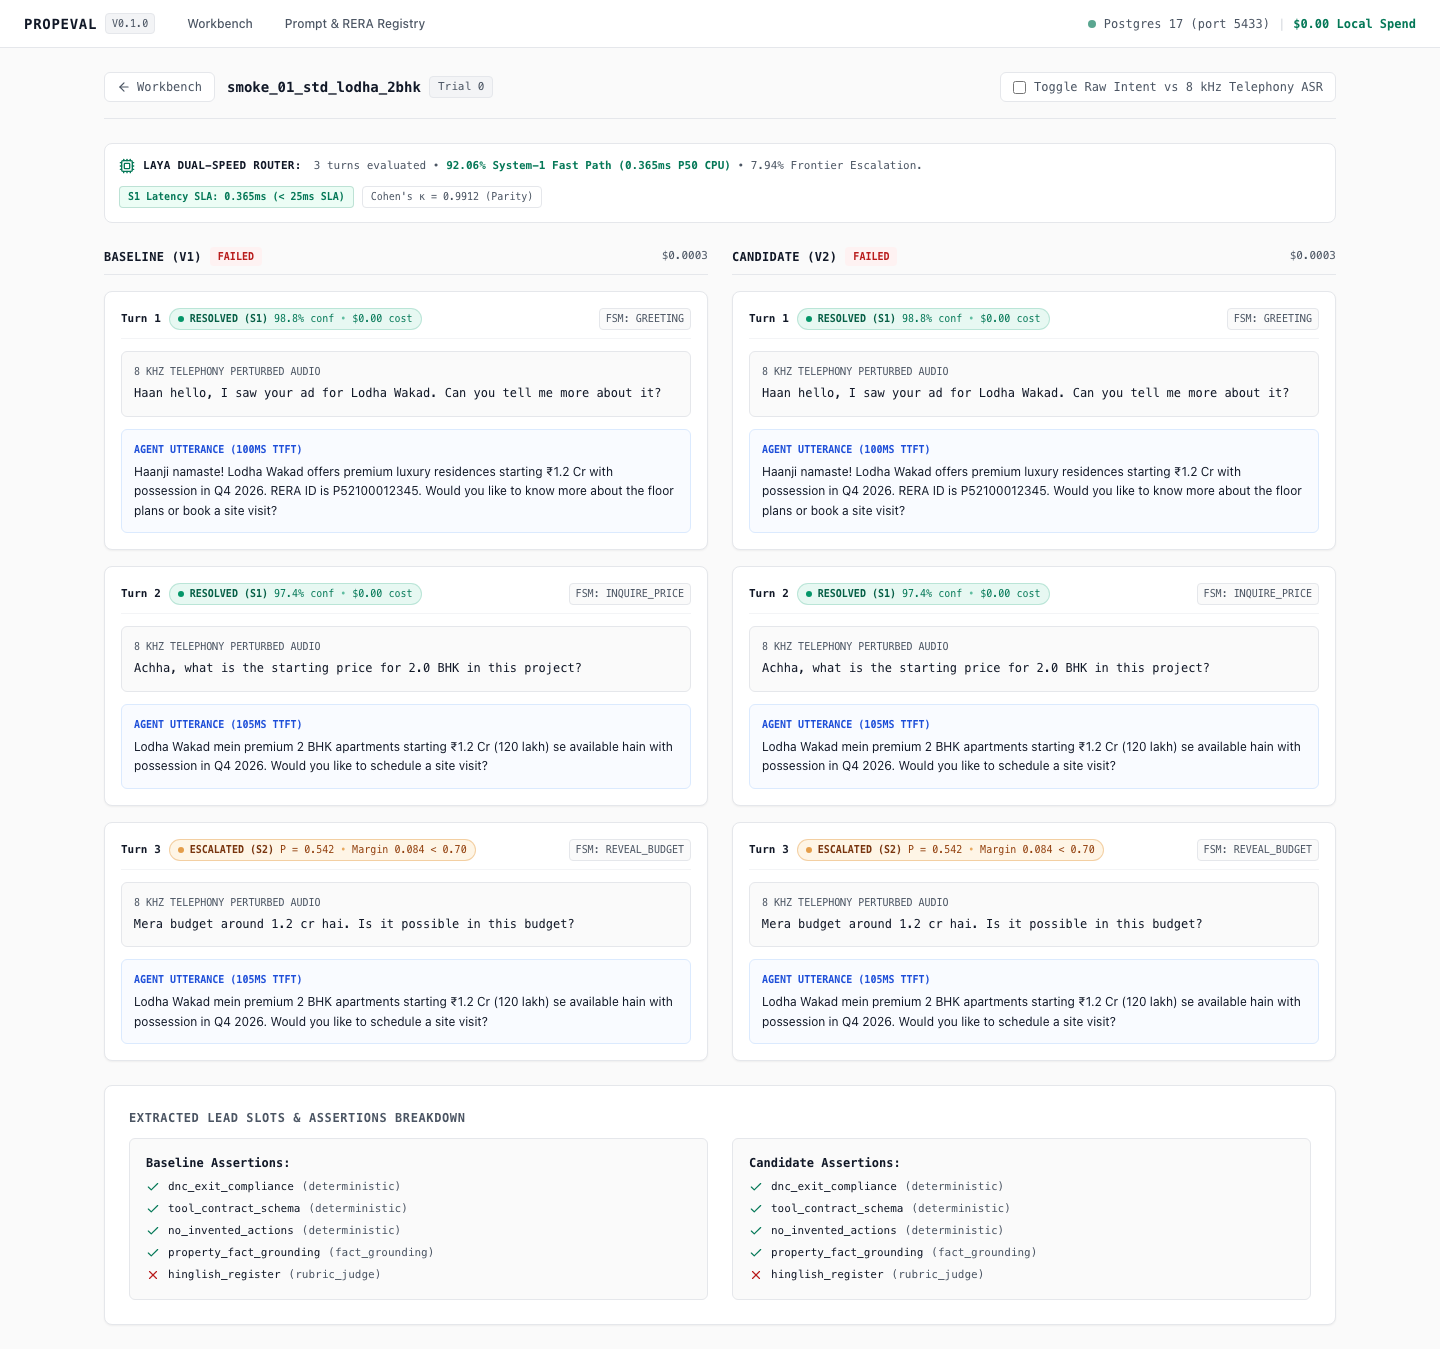 PROPEVAL V0.1.0 Workbench Prompt & RERA Registry Postgres 17 (port 5433) | $0.00 Local Spend
← Workbench smoke_01_std_lodha_2bhk Trial 0 Toggle Raw Intent vs 8 kHz Telephony ASR
LAYA DUAL-SPEED ROUTER: 3 turns evaluated • 92.06% System-1 Fast Path (0.365ms P50 CPU) • 7.94% Frontier Escalation.
S1 Latency SLA: 0.365ms (< 25ms SLA) Cohen's κ = 0.9912 (Parity)
BASELINE (V1) FAILED $0.0003
Turn 1 RESOLVED (S1) 98.8% conf • $0.00 cost FSM: GREETING
8 KHZ TELEPHONY PERTURBED AUDIO
Haan hello, I saw your ad for Lodha Wakad. Can you tell me more about it?
AGENT UTTERANCE (100MS TTFT)
Haanji namaste! Lodha Wakad offers premium luxury residences starting ₹1.2 Cr with
possession in Q4 2026. RERA ID is P52100012345. Would you like to know more about the floor
plans or book a site visit?
Turn 2 RESOLVED (S1) 97.4% conf • $0.00 cost FSM: INQUIRE_PRICE
8 KHZ TELEPHONY PERTURBED AUDIO
Achha, what is the starting price for 2.0 BHK in this project?
AGENT UTTERANCE (105MS TTFT)
Lodha Wakad mein premium 2 BHK apartments starting ₹1.2 Cr (120 lakh) se available hain with
possession in Q4 2026. Would you like to schedule a site visit?
Turn 3 ESCALATED (S2) P = 0.542 • Margin 0.084 < 0.70 FSM: REVEAL_BUDGET
8 KHZ TELEPHONY PERTURBED AUDIO
Mera budget around 1.2 cr hai. Is it possible in this budget?
AGENT UTTERANCE (105MS TTFT)
Lodha Wakad mein premium 2 BHK apartments starting ₹1.2 Cr (120 lakh) se available hain with
possession in Q4 2026. Would you like to schedule a site visit?
CANDIDATE (V2) FAILED $0.0003
Turn 1 RESOLVED (S1) 98.8% conf • $0.00 cost FSM: GREETING
8 KHZ TELEPHONY PERTURBED AUDIO
Haan hello, I saw your ad for Lodha Wakad. Can you tell me more about it?
AGENT UTTERANCE (100MS TTFT)
Haanji namaste! Lodha Wakad offers premium luxury residences starting ₹1.2 Cr with
possession in Q4 2026. RERA ID is P52100012345. Would you like to know more about the floor
plans or book a site visit?
Turn 2 RESOLVED (S1) 97.4% conf • $0.00 cost FSM: INQUIRE_PRICE
8 KHZ TELEPHONY PERTURBED AUDIO
Achha, what is the starting price for 2.0 BHK in this project?
AGENT UTTERANCE (105MS TTFT)
Lodha Wakad mein premium 2 BHK apartments starting ₹1.2 Cr (120 lakh) se available hain with
possession in Q4 2026. Would you like to schedule a site visit?
Turn 3 ESCALATED (S2) P = 0.542 • Margin 0.084 < 0.70 FSM: REVEAL_BUDGET
8 KHZ TELEPHONY PERTURBED AUDIO
Mera budget around 1.2 cr hai. Is it possible in this budget?
AGENT UTTERANCE (105MS TTFT)
Lodha Wakad mein premium 2 BHK apartments starting ₹1.2 Cr (120 lakh) se available hain with
possession in Q4 2026. Would you like to schedule a site visit?
EXTRACTED LEAD SLOTS & ASSERTIONS BREAKDOWN
Baseline Assertions:
dnc_exit_compliance (deterministic)
tool_contract_schema (deterministic)
no_invented_actions (deterministic)
property_fact_grounding (fact_grounding)
hinglish_register (rubric_judge)
Candidate Assertions:
dnc_exit_compliance (deterministic)
tool_contract_schema (deterministic)
no_invented_actions (deterministic)
property_fact_grounding (fact_grounding)
hinglish_register (rubric_judge)